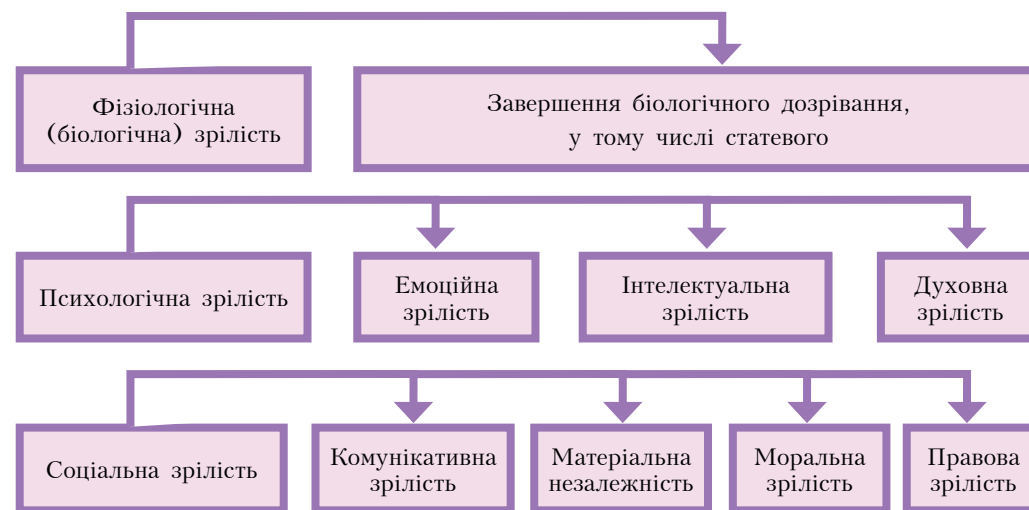 Фізіологічна
(біологічна) зрілість
Завершення біологічного дозрівання,
у тому числі статевого
Психологічна зрілість
Емоційна
зрілість
Інтелектуальна
зрілість
Духовна
зрілість
Соціальна зрілість
Комунікативна
зрілість
Матеріальна
незалежність
Моральна
зрілість
Правова
зрілість